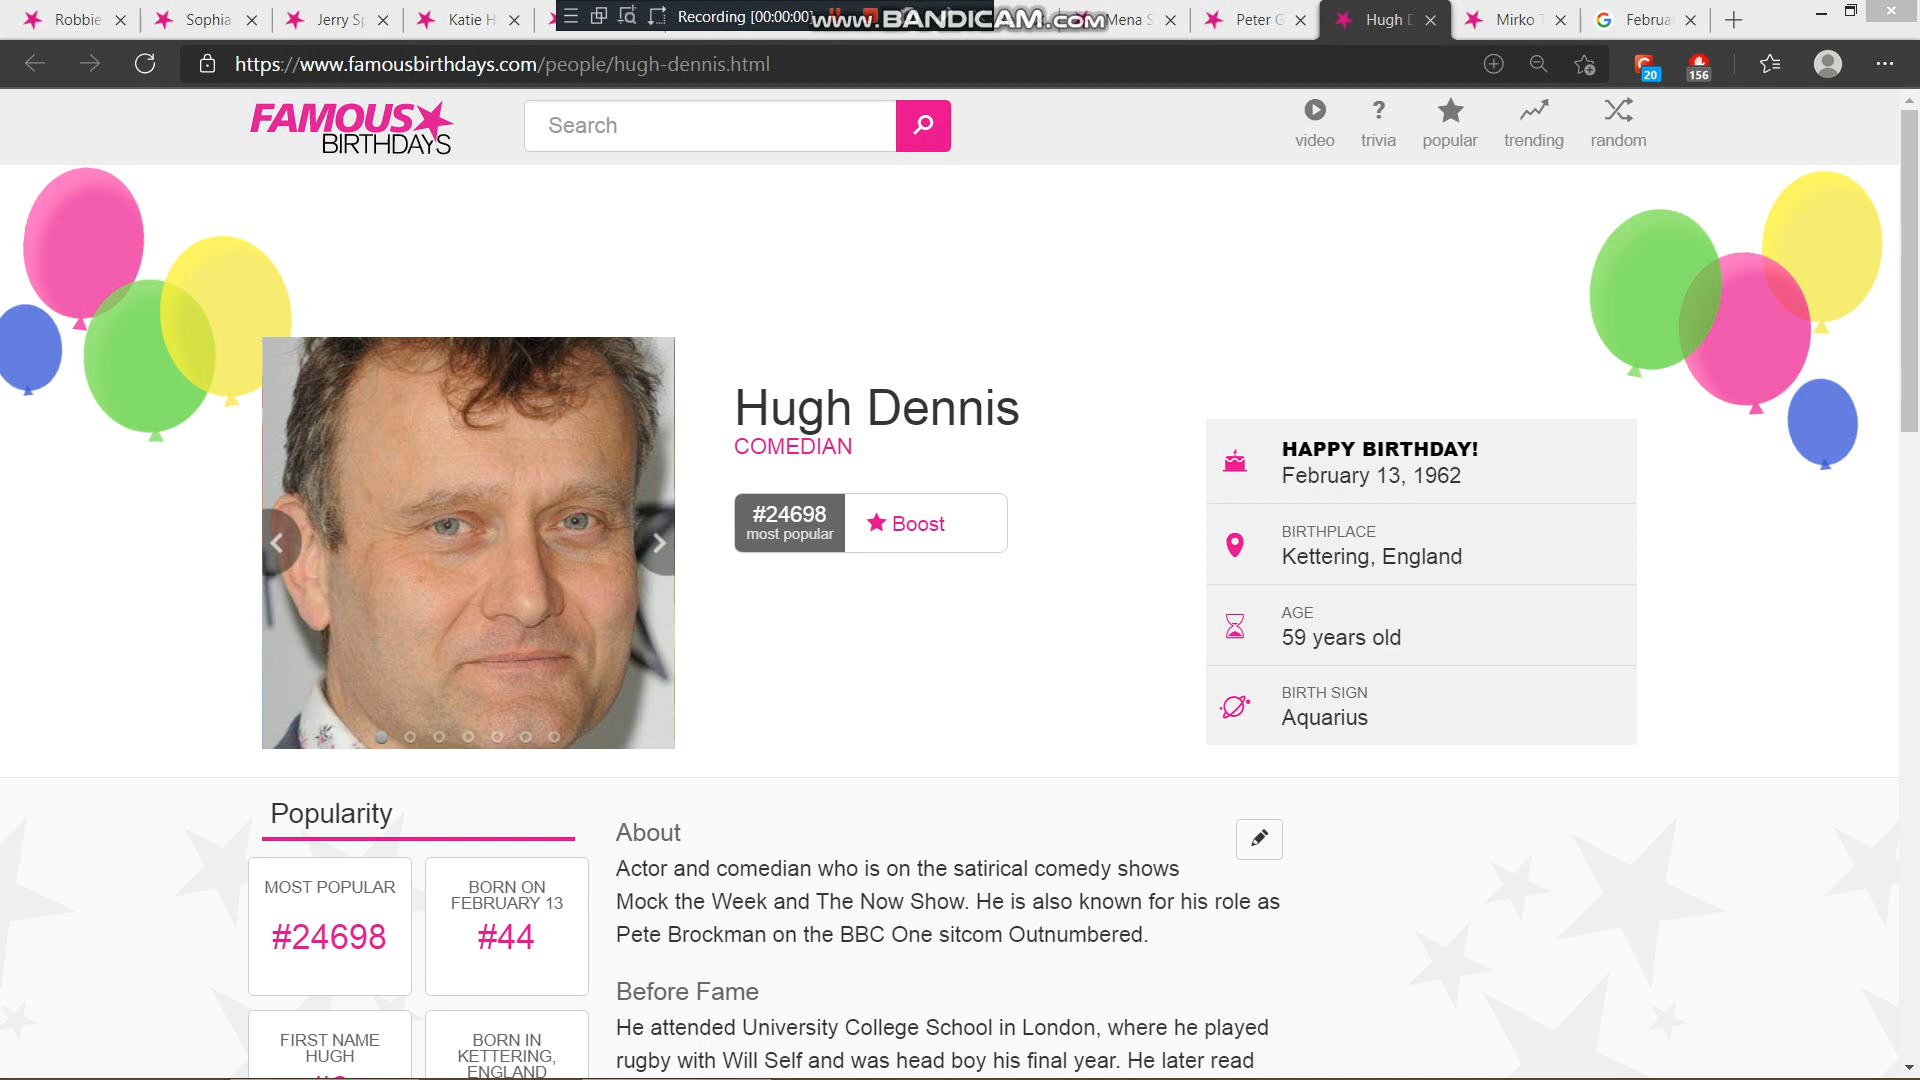 Robbie
Sophia
Jerry Sp
Katie H
Recording [00:00:00]
www.BANDICAM.com
Mena S
Peter G
Hugh D
Mirko T
Februa
https://www.famousbirthdays.com/people/hugh-dennis.html
20
156
FAMOUS
BIRTHDAYS
Search
video
?
trivia
popular
trending
random
Hugh Dennis
COMEDIAN
#24698
most popular
Boost
HAPPY BIRTHDAY!
February 13, 1962
BIRTHPLACE
Kettering, England
AGE
59 years old
BIRTH SIGN
Aquarius
Popularity
MOST POPULAR
#24698
BORN ON
FEBRUARY 13
#44
FIRST NAME
HUGH
BORN IN
KETTERING,
ENGLAND
About
Actor and comedian who is on the satirical comedy shows
Mock the Week and The Now Show. He is also known for his role as
Pete Brockman on the BBC One sitcom Outnumbered.
Before Fame
He attended University College School in London, where he played
rugby with Will Self and was head boy his final year. He later read